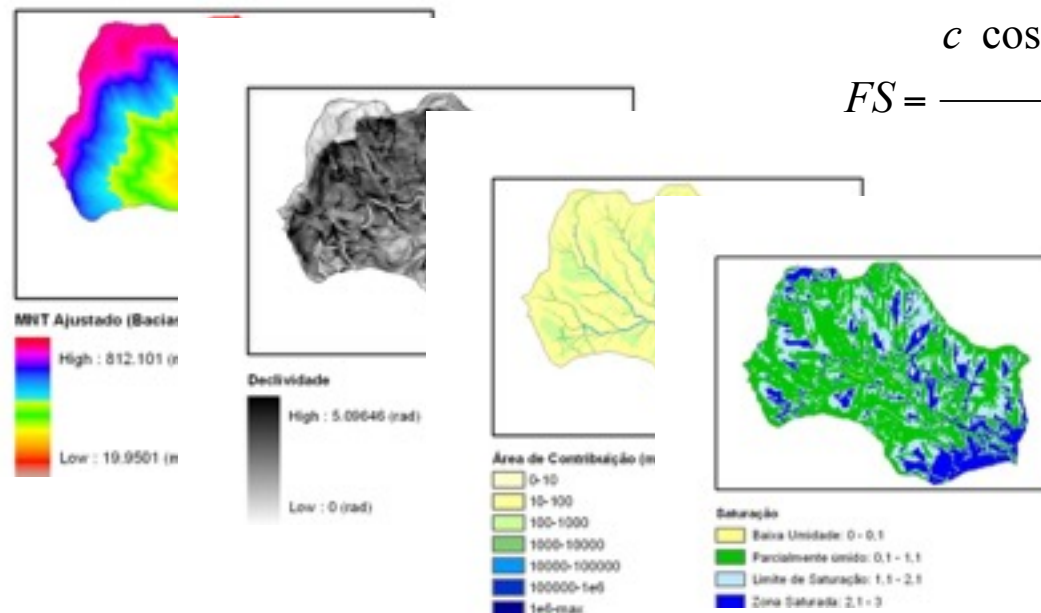 c cos
FS =
MNT Ajustado (Bacias
High : 812.101 (m
Low : 19.9501 (m
Declividade
High : 5.09646 (rad)
Low : 0 (rad)
Área de Contribuição (m
0-10
10-100
100-1000
1000-10000
10000-100000
100000-1e6
1e6-max
Saturação
Baixa Umidade: 0 - 0,1
Parcialmente úmido: 0,1 - 1,1
Limite de Saturação: 1,1 - 2,1
Zona Saturada: 2,1 - 3